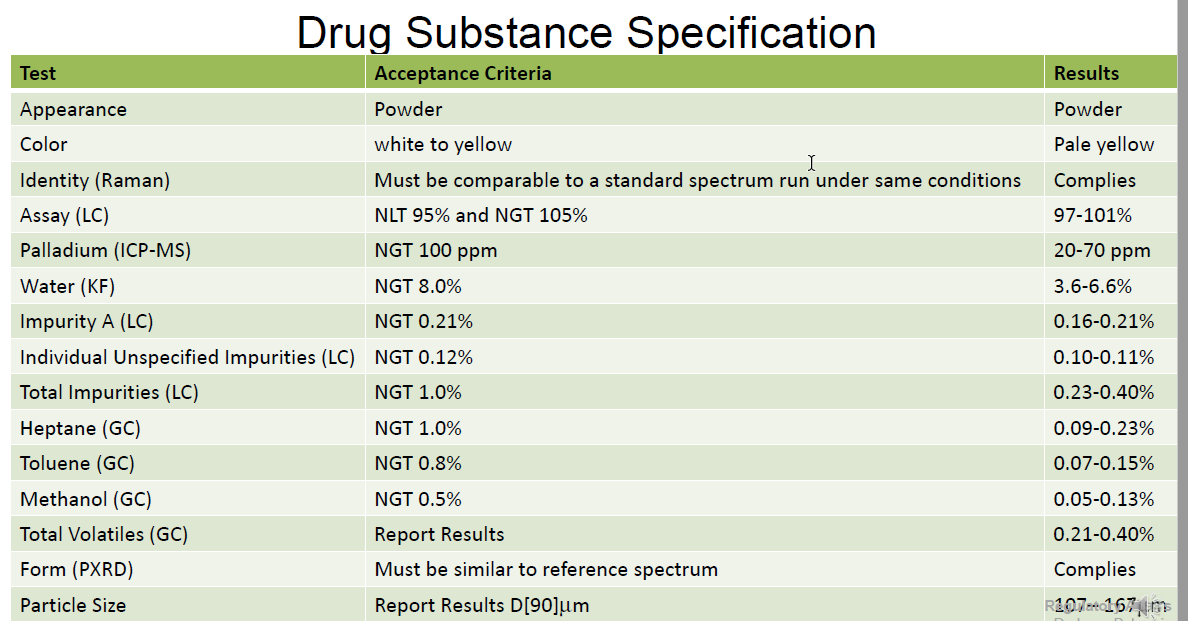 Drug Substance Specification
Test Acceptance Criteria Results
Appearance Powder Powder
Color white to yellow Pale yellow
Identity (Raman) Must be comparable to a standard spectrum run under same conditions Complies
Assay (LC) NLT 95% and NGT 105% 97-101%
Palladium (ICP-MS) NGT 100 ppm 20-70 ppm
Water (KF) NGT 8.0% 3.6-6.6%
Impurity A (LC) NGT 0.21% 0.16-0.21%
Individual Unspecified Impurities (LC) NGT 0.12% 0.10-0.11%
Total Impurities (LC) NGT 1.0% 0.23-0.40%
Heptane (GC) NGT 1.0% 0.09-0.23%
Toluene (GC) NGT 0.8% 0.07-0.15%
Methanol (GC) NGT 0.5% 0.05-0.13%
Total Volatiles (GC) Report Results 0.21-0.40%
Form (PXRD) Must be similar to reference spectrum Complies
Particle Size Report Results D[90]µm 107– 167µm
Regulatory